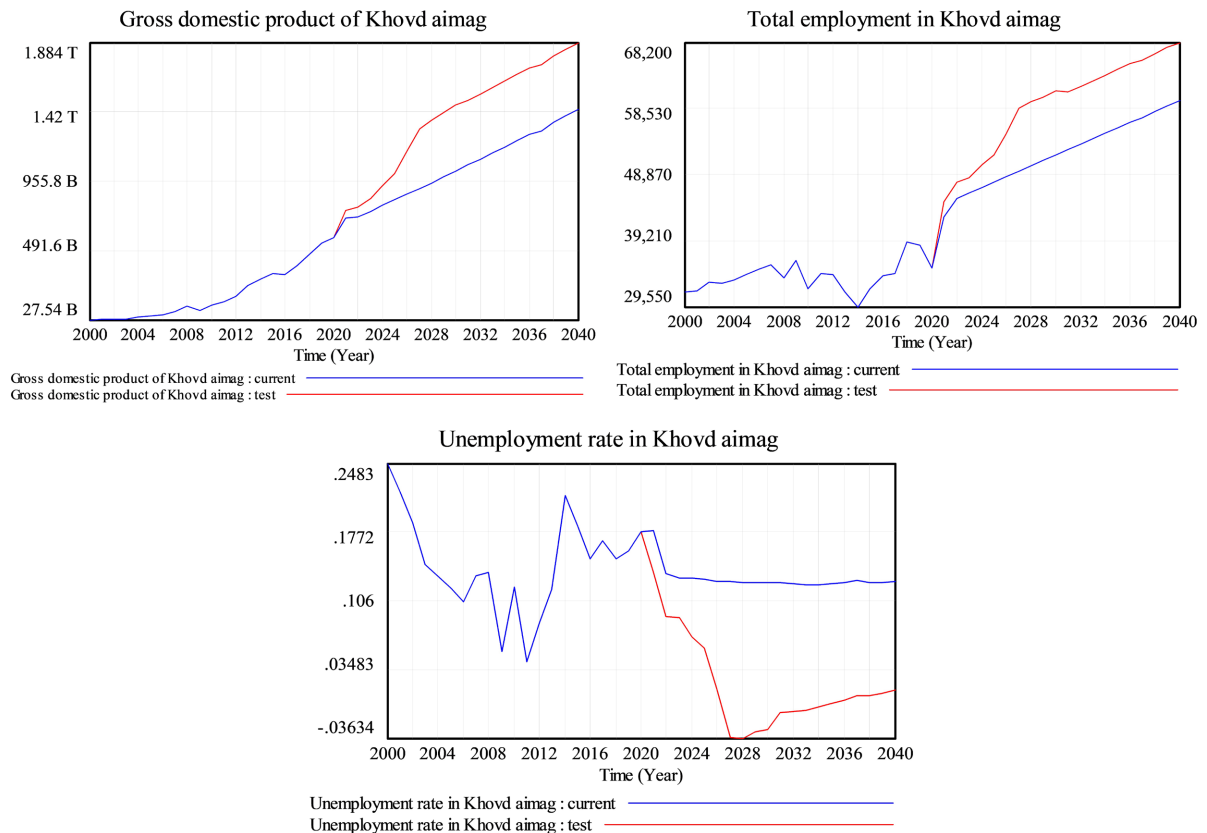 Gross domestic product of Khovd aimag
1.884 T
1.42 T
955.8 B
491.6 B
27.54 B
2000 2004 2008 2012 2016 2020 2024 2028 2032 2036 2040
Time (Year)
Gross domestic product of Khovd aimag : current
Gross domestic product of Khovd aimag : test
Total employment in Khovd aimag
68,200
58,530
48,870
39,210
29,550
2000 2004 2008 2012 2016 2020 2024 2028 2032 2036 2040
Time (Year)
Total employment in Khovd aimag : current
Total employment in Khovd aimag : test
Unemployment rate in Khovd aimag
.2483
.1772
.106
.03483
-.03634
2000 2004 2008 2012 2016 2020 2024 2028 2032 2036 2040
Time (Year)
Unemployment rate in Khovd aimag : current
Unemployment rate in Khovd aimag : test